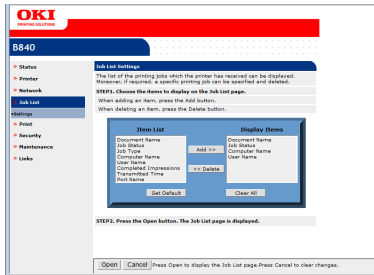 OKI
PRINTING SOLUTIONS
B840
Status
Printer
Network
Job List
Settings
Print
Security
Maintenance
Links
Job List Settings
The list of the printing jobs which the printer has received can be displayed.
Moreover, if required, a specific printing job can be specified and deleted.
STEP1. Choose the items to display on the Job List page.
When adding an item, press the Add button.
When deleting an item, press the Delete button.
Item List
Document Name
Job Status
Job Type
Computer Name
User Name
Completed Impressions
Transmitted Time
Port Name
Add >>
<< Delete
Display Items
Document Name
Job Status
Computer Name
User Name
Set Default
Clear All
STEP2. Press the Open button. The Job List page is displayed.
Open Cancel Press Open to display the Job List page.Press Cancel to clear changes.